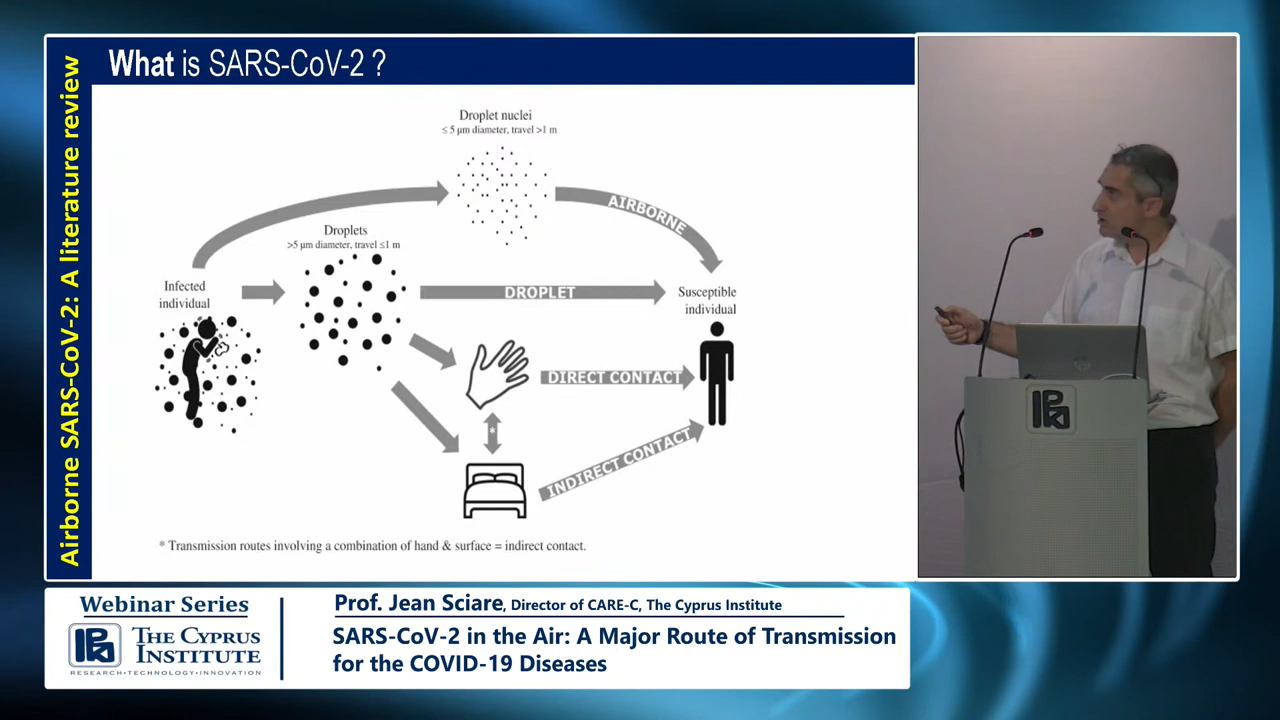 What is SARS-CoV-2 ?
Airborne SARS-CoV-2: A literature review
Droplet nuclei
≤ 5 μm diameter, travel >1 m
AIRBORNE
Droplets
>5 μm diameter, travel ≤1 m
Infected
individual
DROPLET
Susceptible
individual
DIRECT CONTACT
*
INDIRECT CONTACT
* Transmission routes involving a combination of hand & surface = indirect contact.
Webinar Series
THE CYPRUS
INSTITUTE
RESEARCH•TECHNOLOGY•INNOVATION
Prof. Jean Sciare, Director of CARE-C, The Cyprus Institute
SARS-CoV-2 in the Air: A Major Route of Transmission
for the COVID-19 Diseases